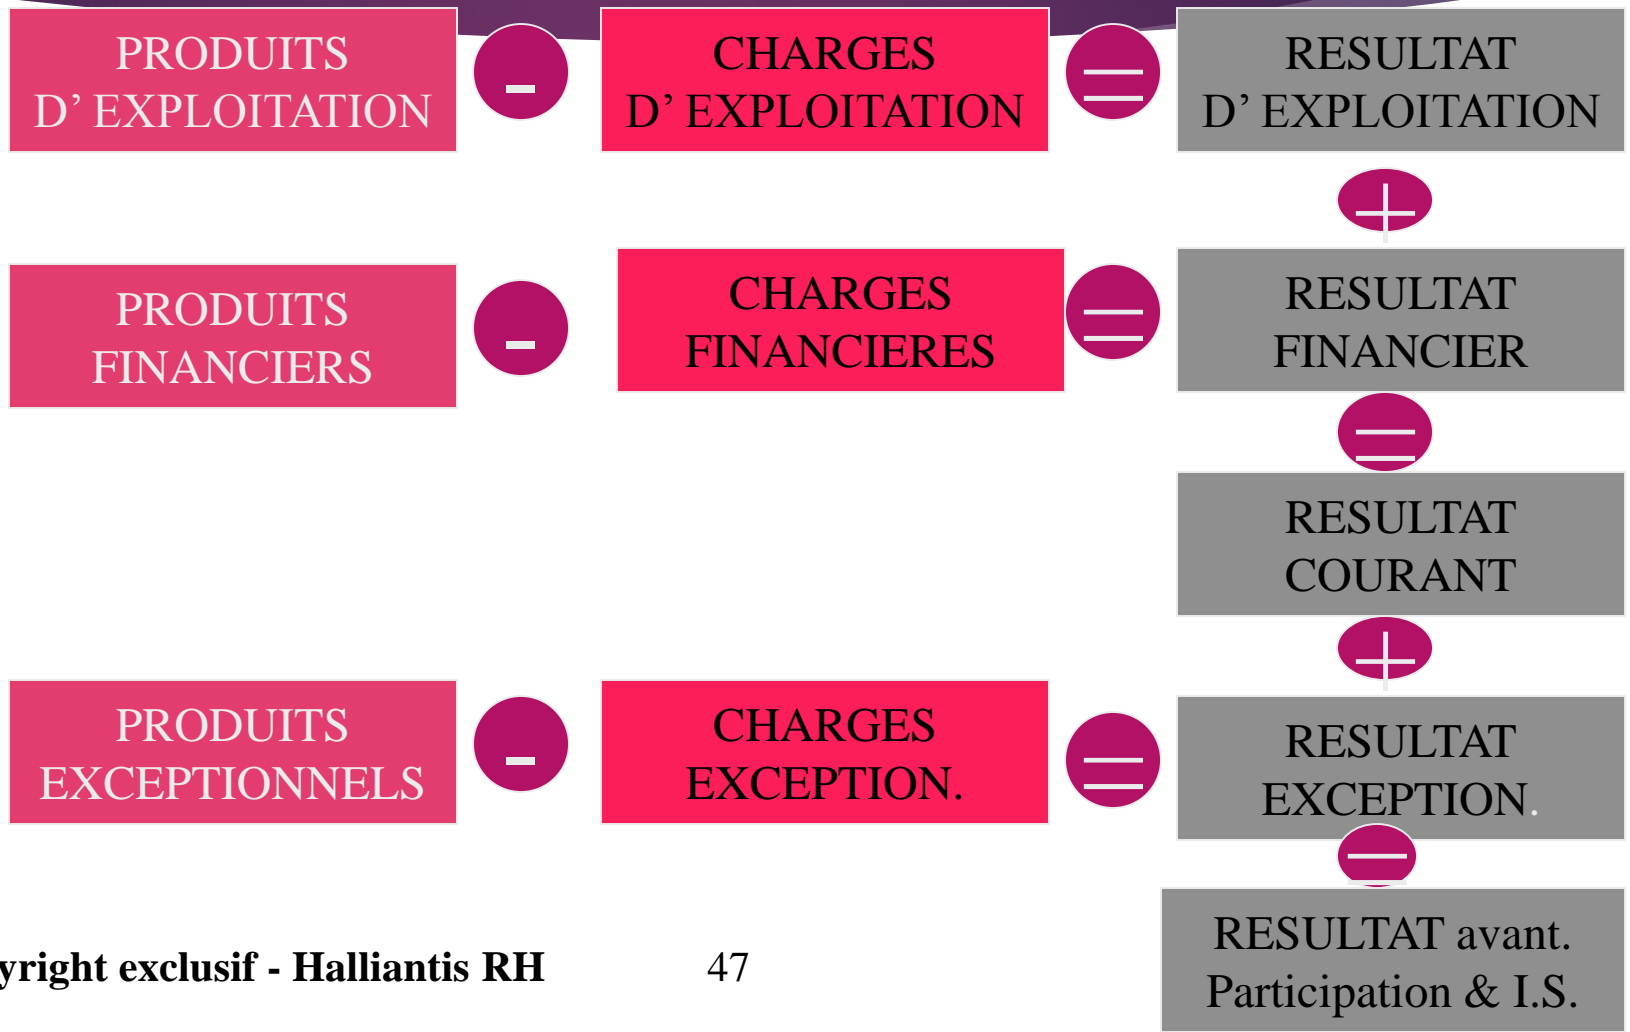 PRODUITS
D’ EXPLOITATION
-
CHARGES
D’ EXPLOITATION
=
RESULTAT
D’ EXPLOITATION
+
PRODUITS
FINANCIERS
-
CHARGES
FINANCIERES
=
RESULTAT
FINANCIER
=
RESULTAT
COURANT
+
PRODUITS
EXCEPTIONNELS
-
CHARGES
EXCEPTION.
=
RESULTAT
EXCEPTION.
=
RESULTAT avant.
Participation & I.S.
yright exclusif - Halliantis RH
47